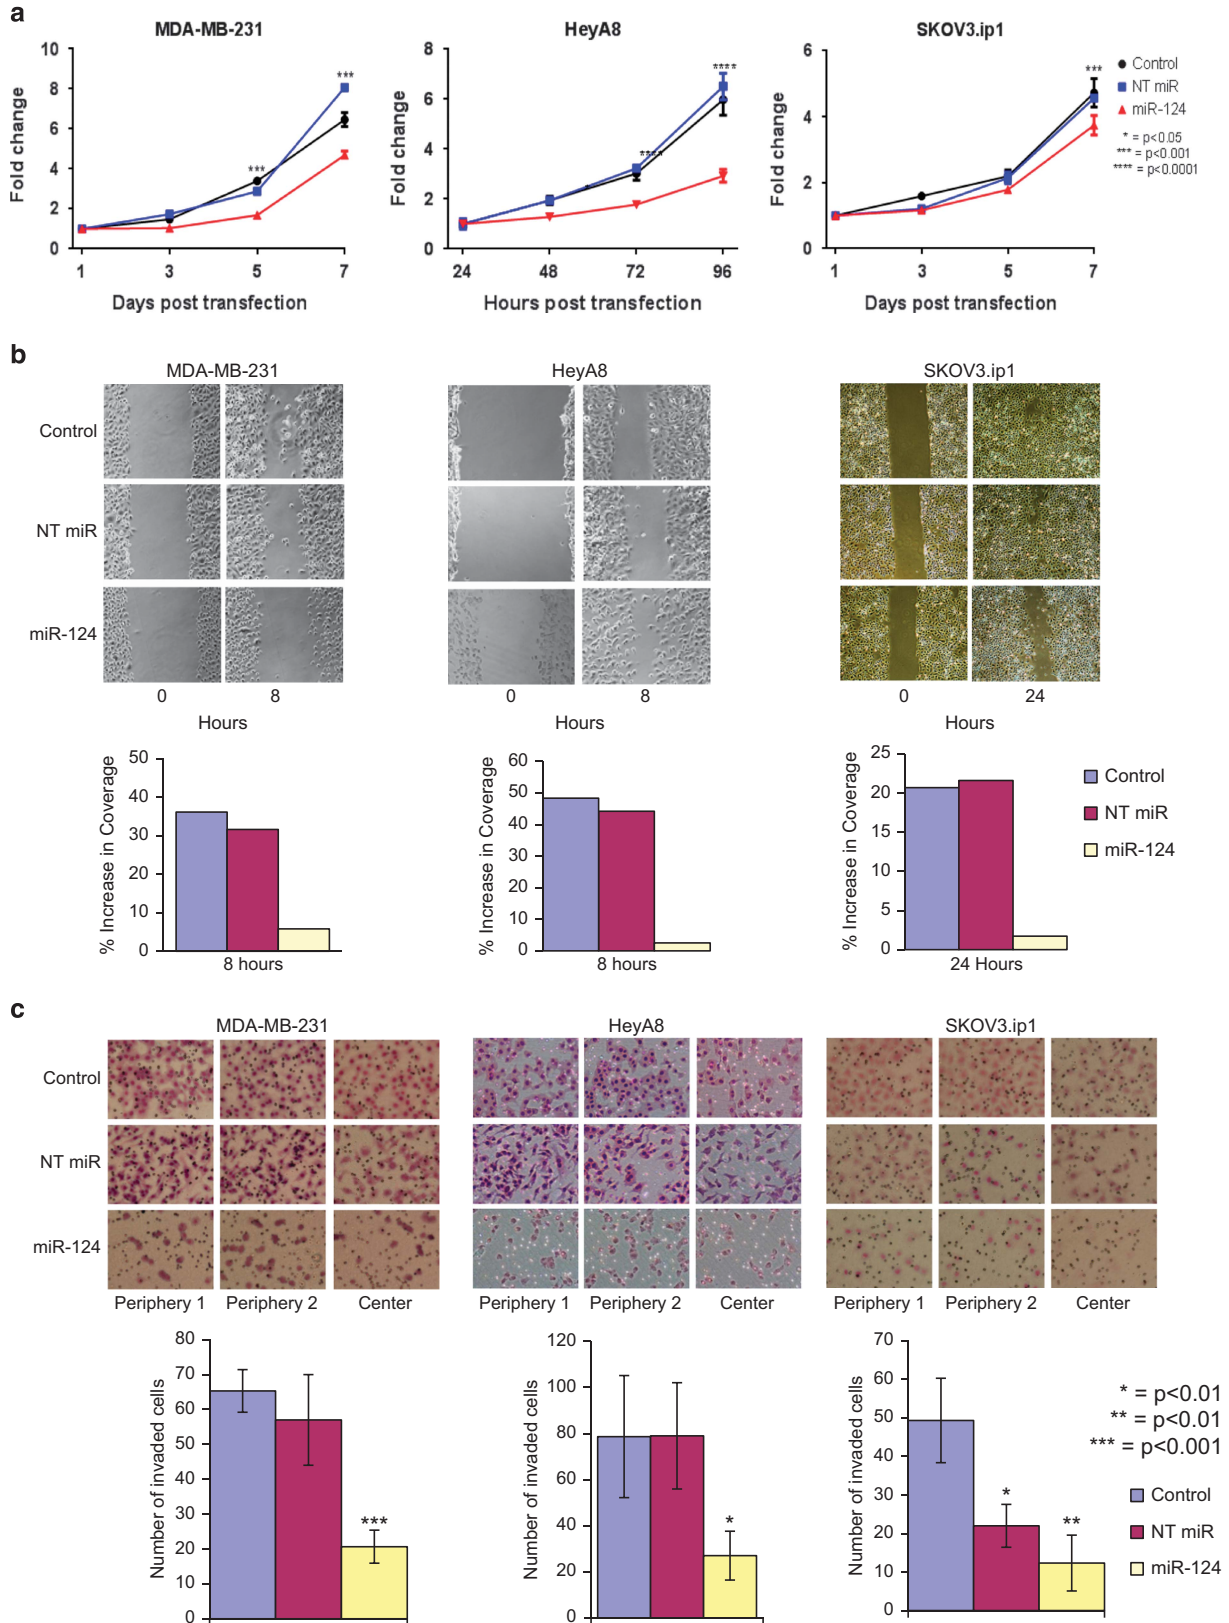 a
MDA-MB-231
HeyA8
SKOV3.ip1
Fold change
10
8
6
4
2
0
***
***
1
3
5
7
Days post transfection
Fold change
8
6
4
2
0
****
****
24
48
72
96
Hours post transfection
Fold change
6
4
2
0
***
1
3
5
7
Days post transfection
Control
NT miR
miR-124
* = p<0.05
*** = p<0.001
**** = p<0.0001
b
MDA-MB-231
HeyA8
SKOV3.ip1
Control
NT miR
miR-124
0
8
Hours
0
8
Hours
0
24
Hours
% Increase in Coverage
50
40
30
20
10
0
8 hours
% Increase in Coverage
60
50
40
30
20
10
0
8 hours
% Increase in Coverage
25
20
15
10
5
0
24 Hours
Control
NT miR
miR-124
c
MDA-MB-231
HeyA8
SKOV3.ip1
Control
NT miR
miR-124
Periphery 1
Periphery 2
Center
Periphery 1
Periphery 2
Center
Periphery 1
Periphery 2
Center
Number of invaded cells
80
70
60
50
40
30
20
10
0
***
Number of invaded cells
120
100
80
60
40
20
0
*
Number of invaded cells
70
60
50
40
30
20
10
0
*
**
* = p<0.01
** = p<0.01
*** = p<0.001
Control
NT miR
miR-124